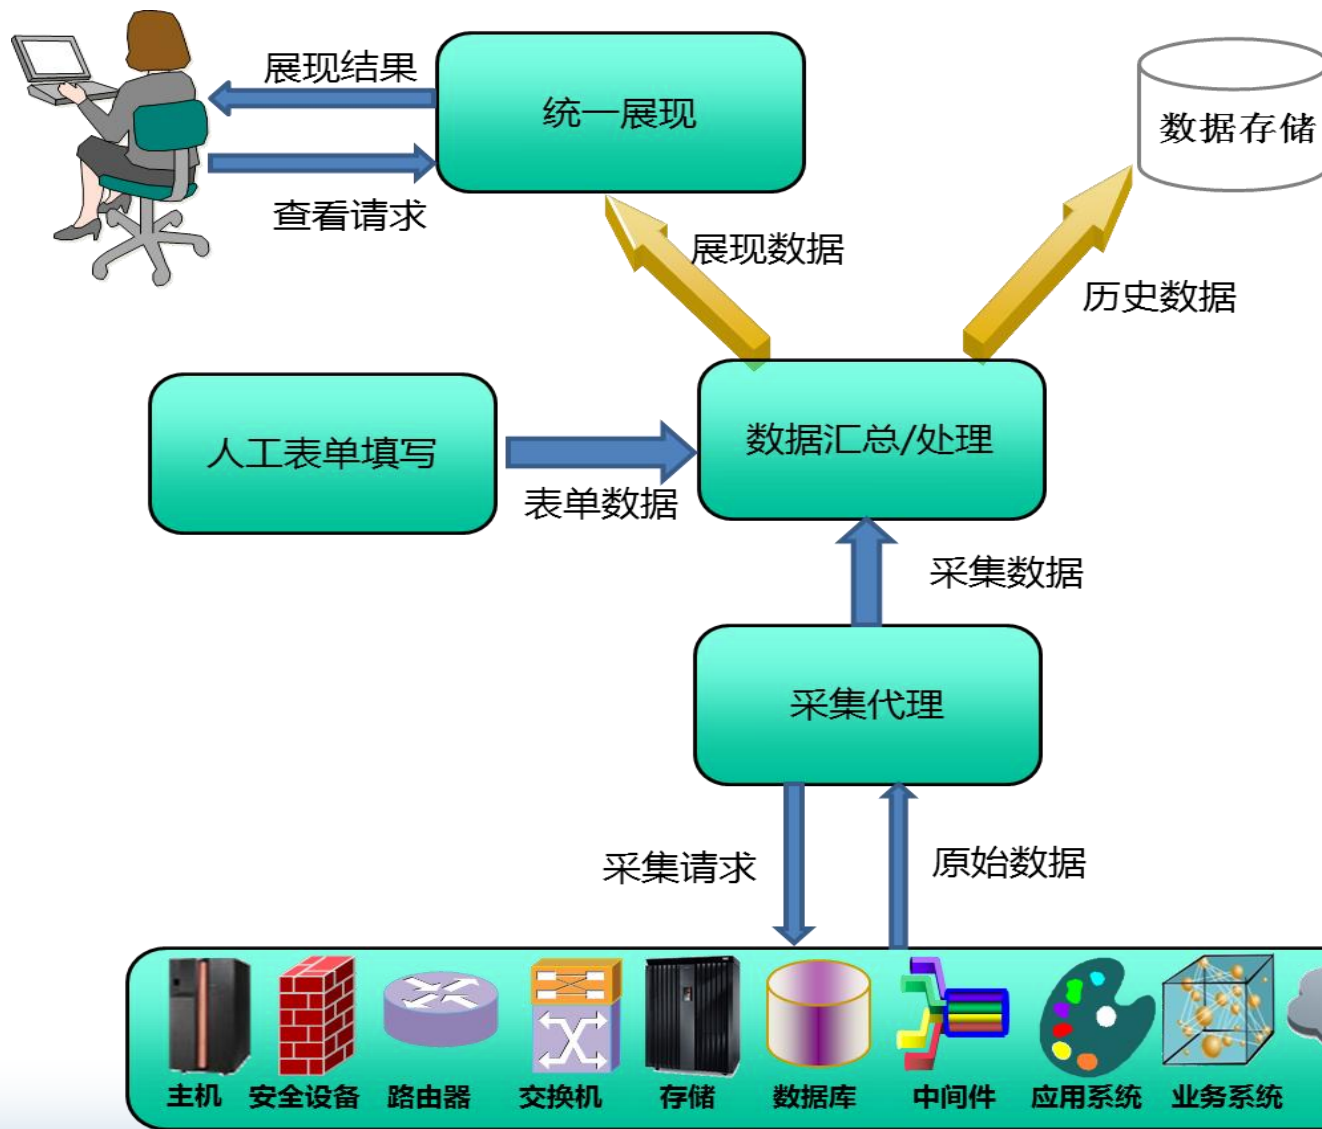 展现结果
统一展现
数据存储
查看请求
展现数据
历史数据
人工表单填写
数据汇总/处理
表单数据
采集数据
采集代理
采集请求
原始数据
主机
安全设备
路由器
交换机
存储
数据库
中间件
应用系统
业务系统